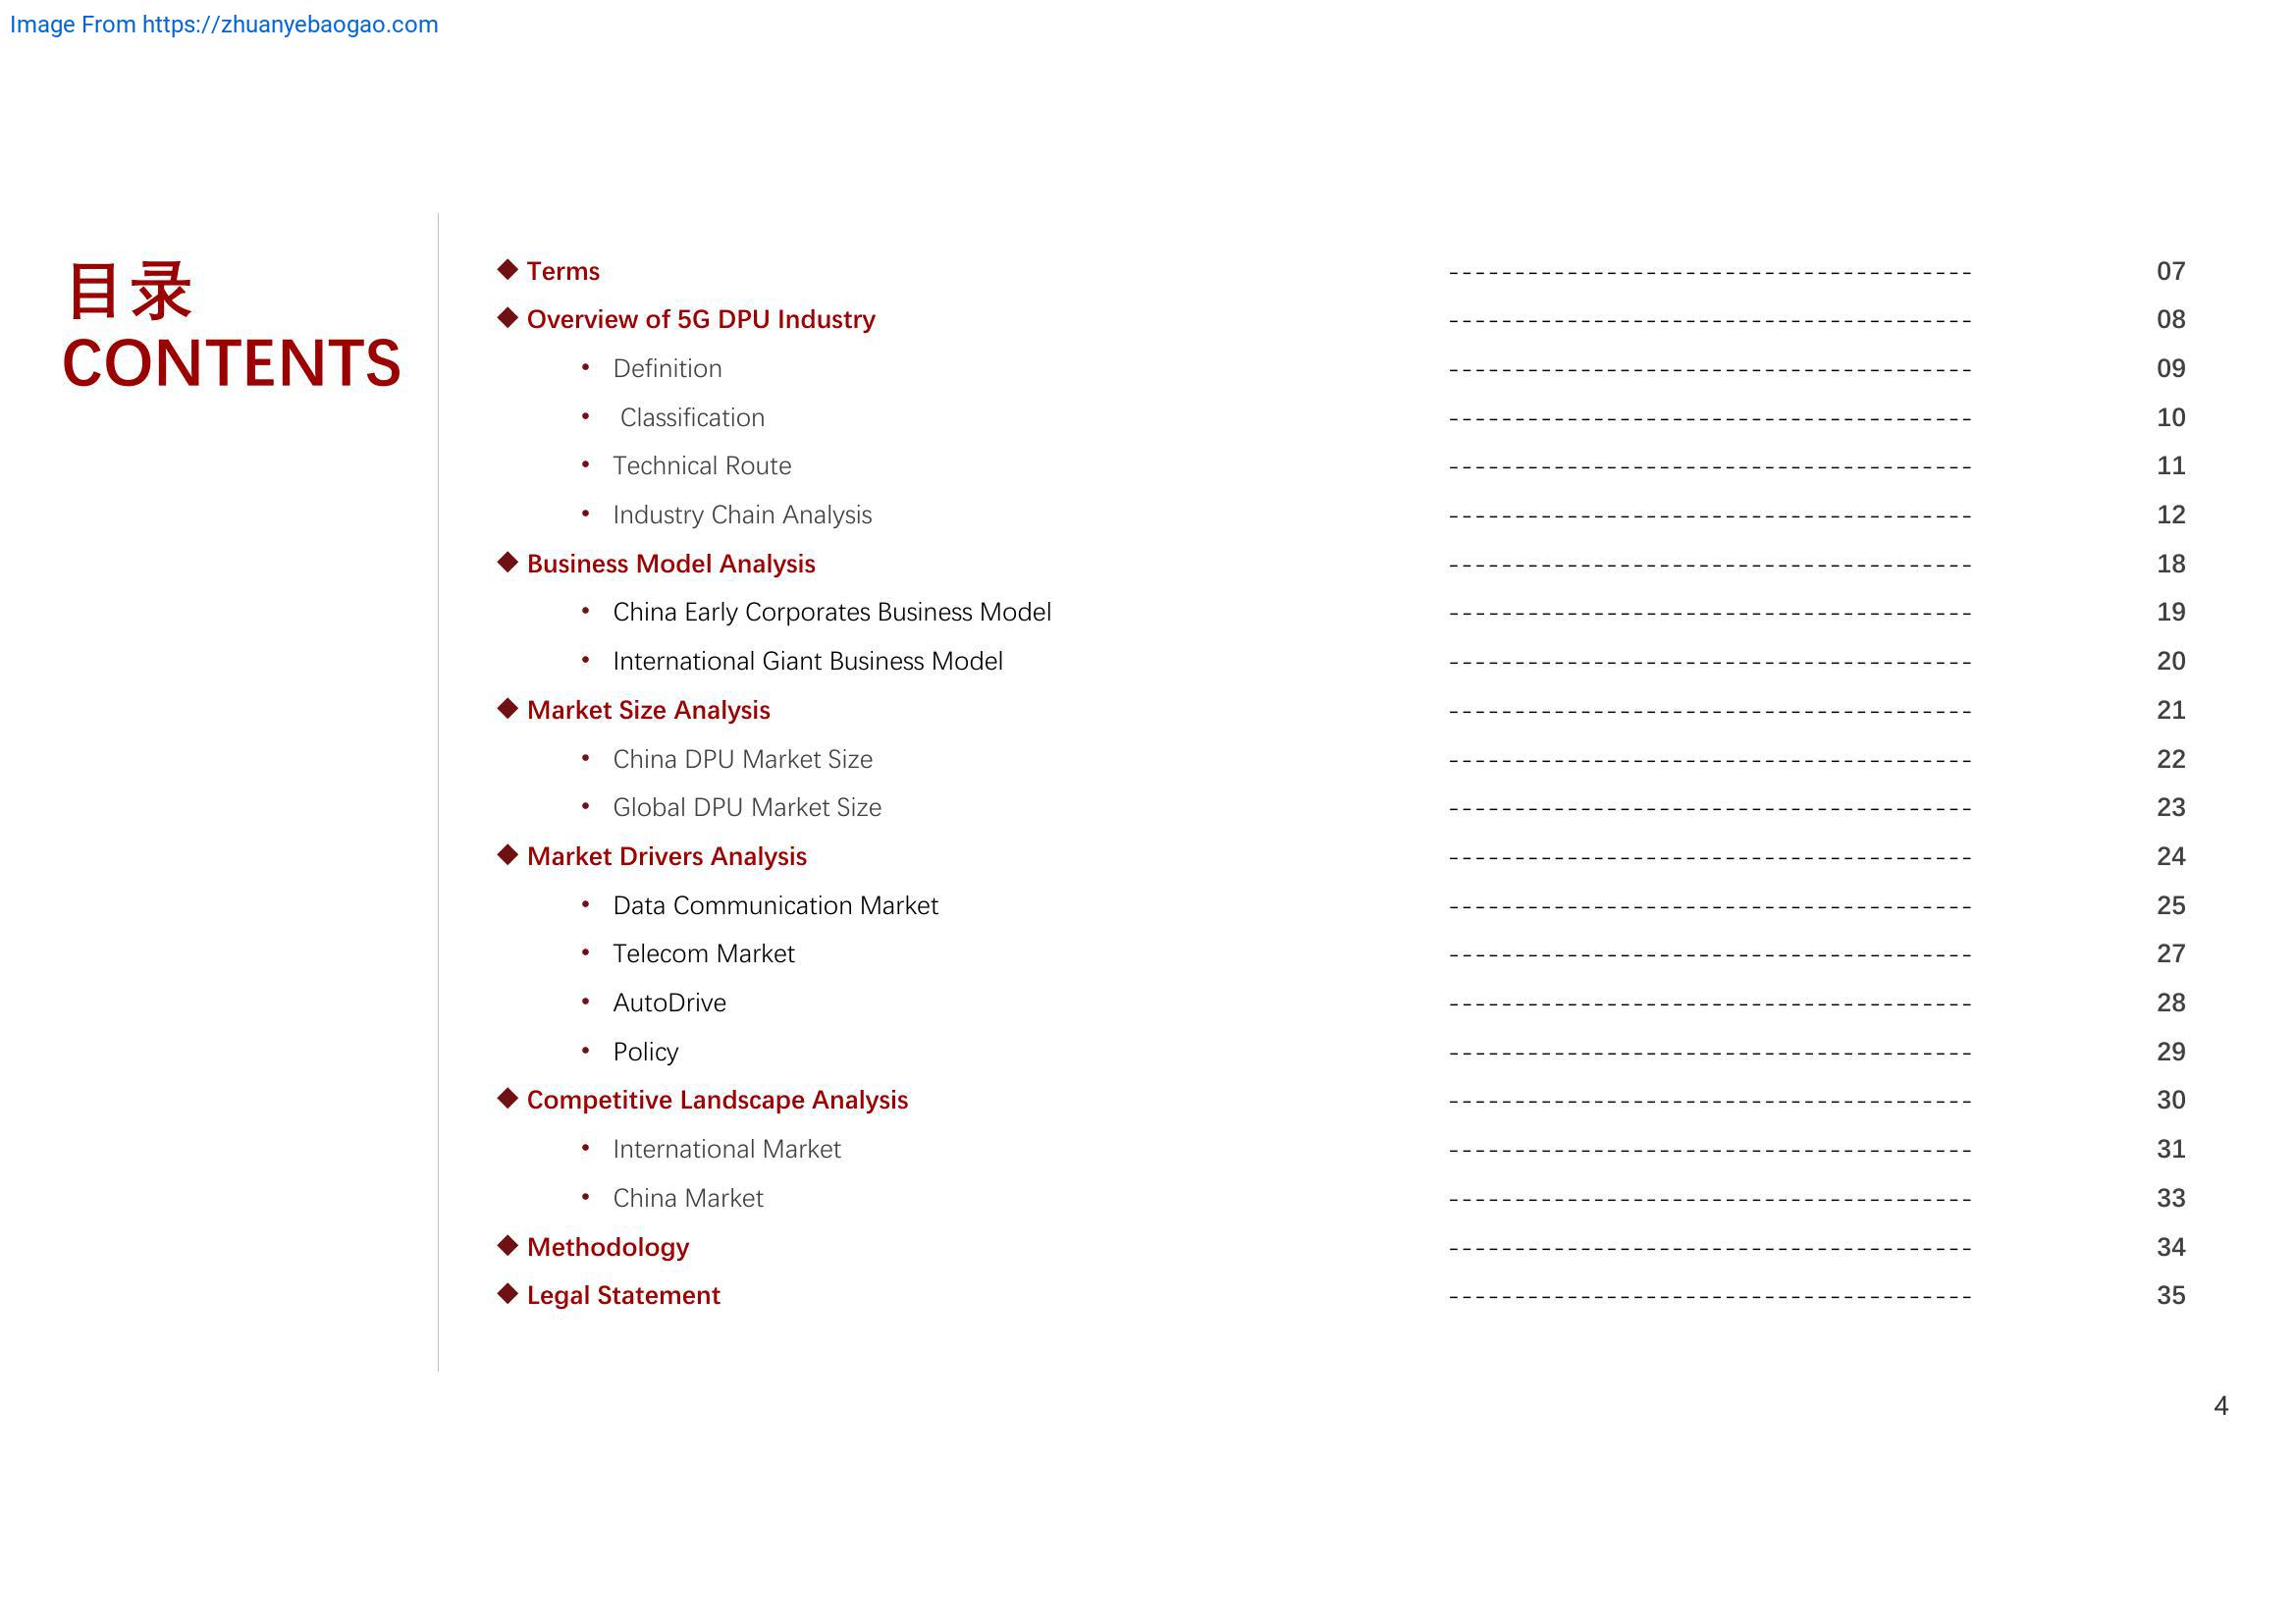 Image From https://zhuanyebaogao.com
目录
CONTENTS
◆ Terms ---------------------------------------- 07
◆ Overview of 5G DPU Industry ---------------------------------------- 08
• Definition ---------------------------------------- 09
• Classification ---------------------------------------- 10
• Technical Route ---------------------------------------- 11
• Industry Chain Analysis ---------------------------------------- 12
◆ Business Model Analysis ---------------------------------------- 18
• China Early Corporates Business Model ---------------------------------------- 19
• International Giant Business Model ---------------------------------------- 20
◆ Market Size Analysis ---------------------------------------- 21
• China DPU Market Size ---------------------------------------- 22
• Global DPU Market Size ---------------------------------------- 23
◆ Market Drivers Analysis ---------------------------------------- 24
• Data Communication Market ---------------------------------------- 25
• Telecom Market ---------------------------------------- 27
• AutoDrive ---------------------------------------- 28
• Policy ---------------------------------------- 29
◆ Competitive Landscape Analysis ---------------------------------------- 30
• International Market ---------------------------------------- 31
• China Market ---------------------------------------- 33
◆ Methodology ---------------------------------------- 34
◆ Legal Statement ---------------------------------------- 35
4